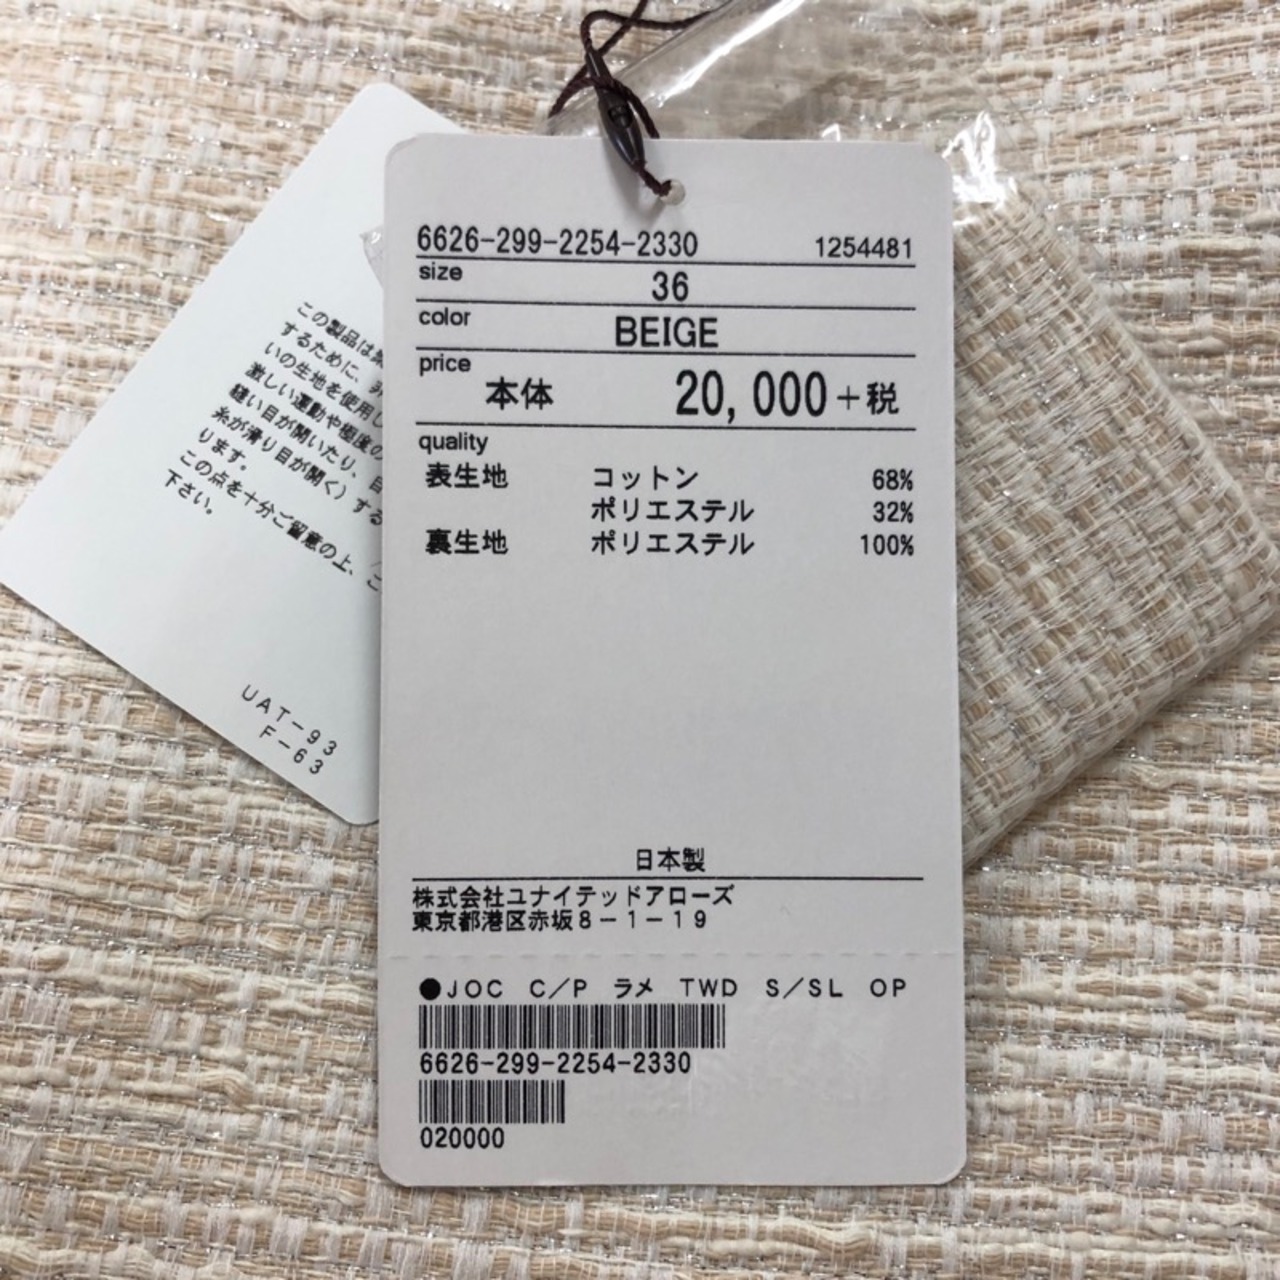 6626-299-2254-2330 1254481
size 36
color BEIGE
price 本体 20,000+税
quality
表生地 コットン 68%
ポリエステル 32%
裏生地 ポリエステル 100%
日本製
株式会社ユナイテッドアローズ
東京都港区赤坂8-1-19
●JOC C/P ラメ TWD S/SL OP
6626-299-2254-2330
020000
この製品は
するために、
いの生地を使用し
激しい運動や極度の
縫い目が開いたり、
糸が滑り目が開く)する
ります。
この点を十分ご留意の上、こ
下さい。
UAT-93
F-63